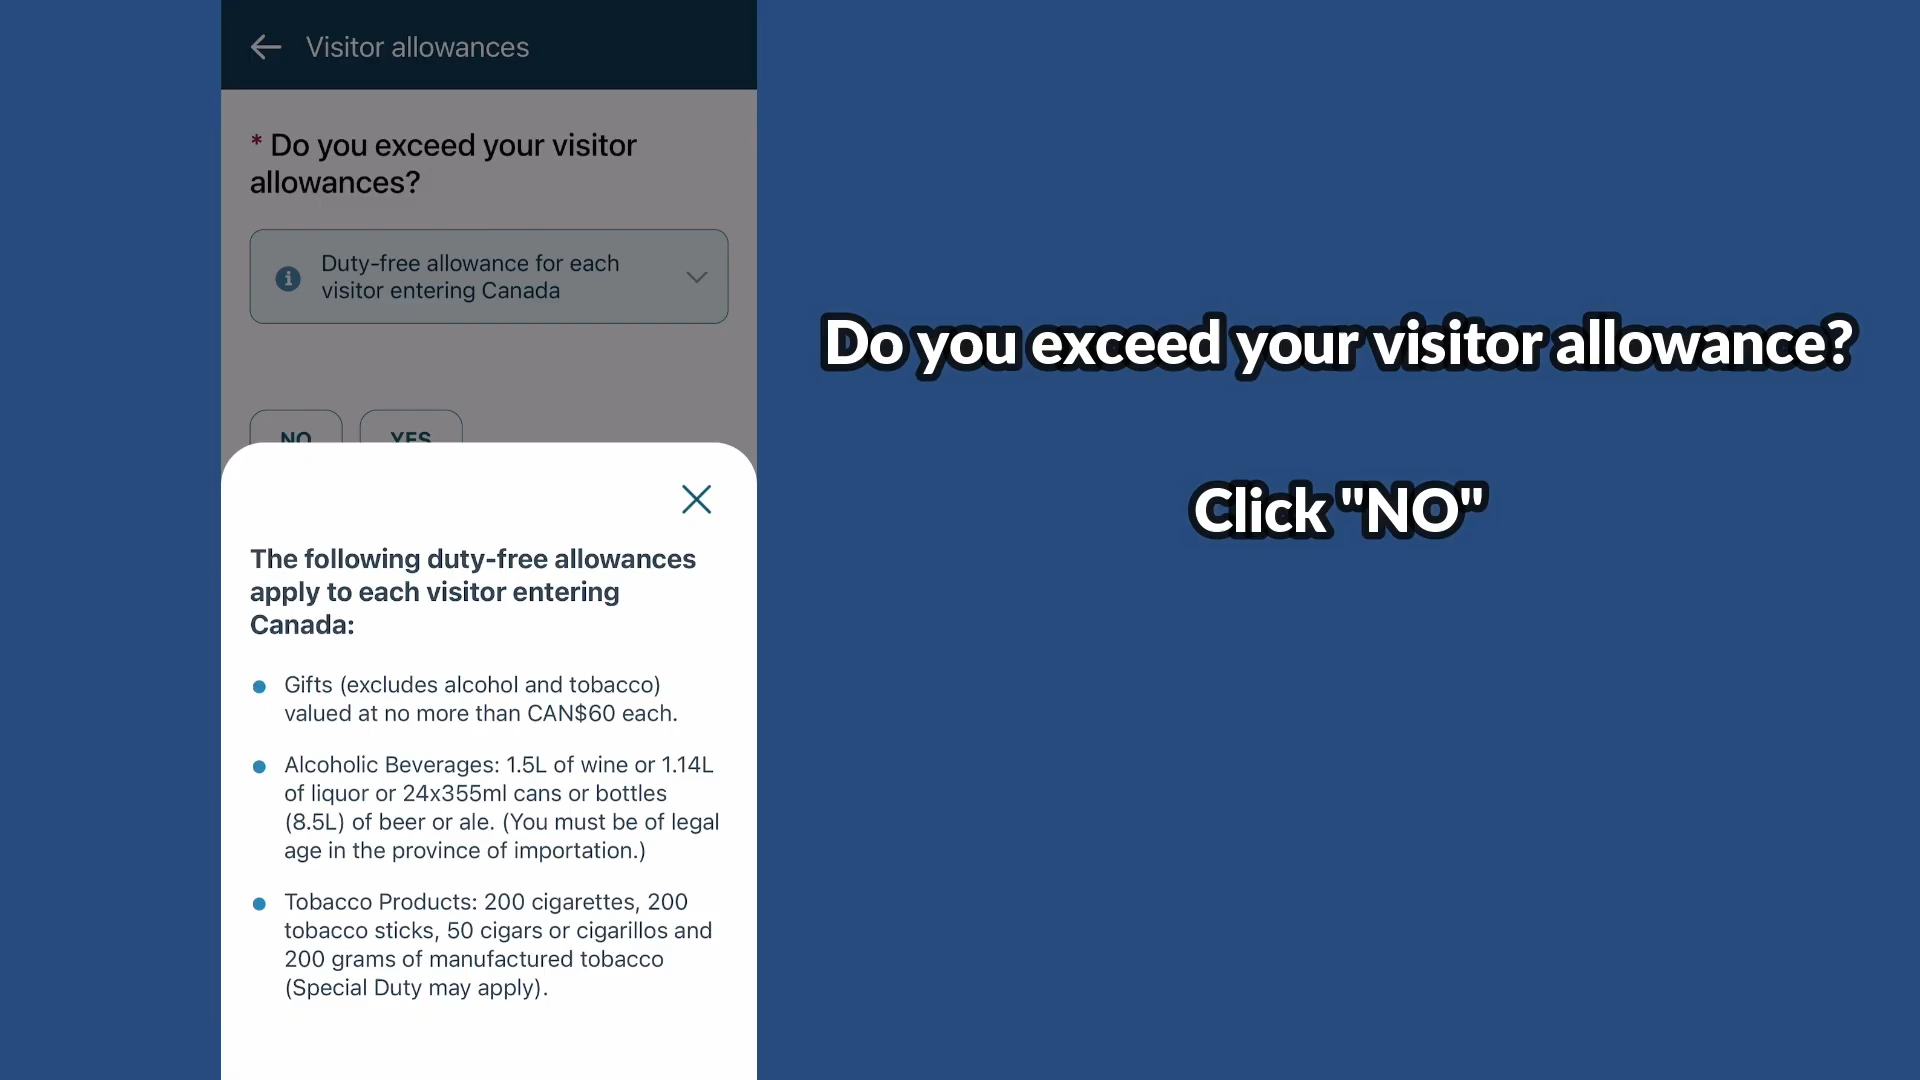 Visitor allowances
* Do you exceed your visitor
allowances?
Duty-free allowance for each
visitor entering Canada
NO YES
The following duty-free allowances
apply to each visitor entering
Canada:
Gifts (excludes alcohol and tobacco)
valued at no more than CAN$60 each.
Alcoholic Beverages: 1.5L of wine or 1.14L
of liquor or 24x355ml cans or bottles
(8.5L) of beer or ale. (You must be of legal
age in the province of importation.)
Tobacco Products: 200 cigarettes, 200
tobacco sticks, 50 cigars or cigarillos and
200 grams of manufactured tobacco
(Special Duty may apply).
Do you exceed your visitor allowance?
Click "NO"